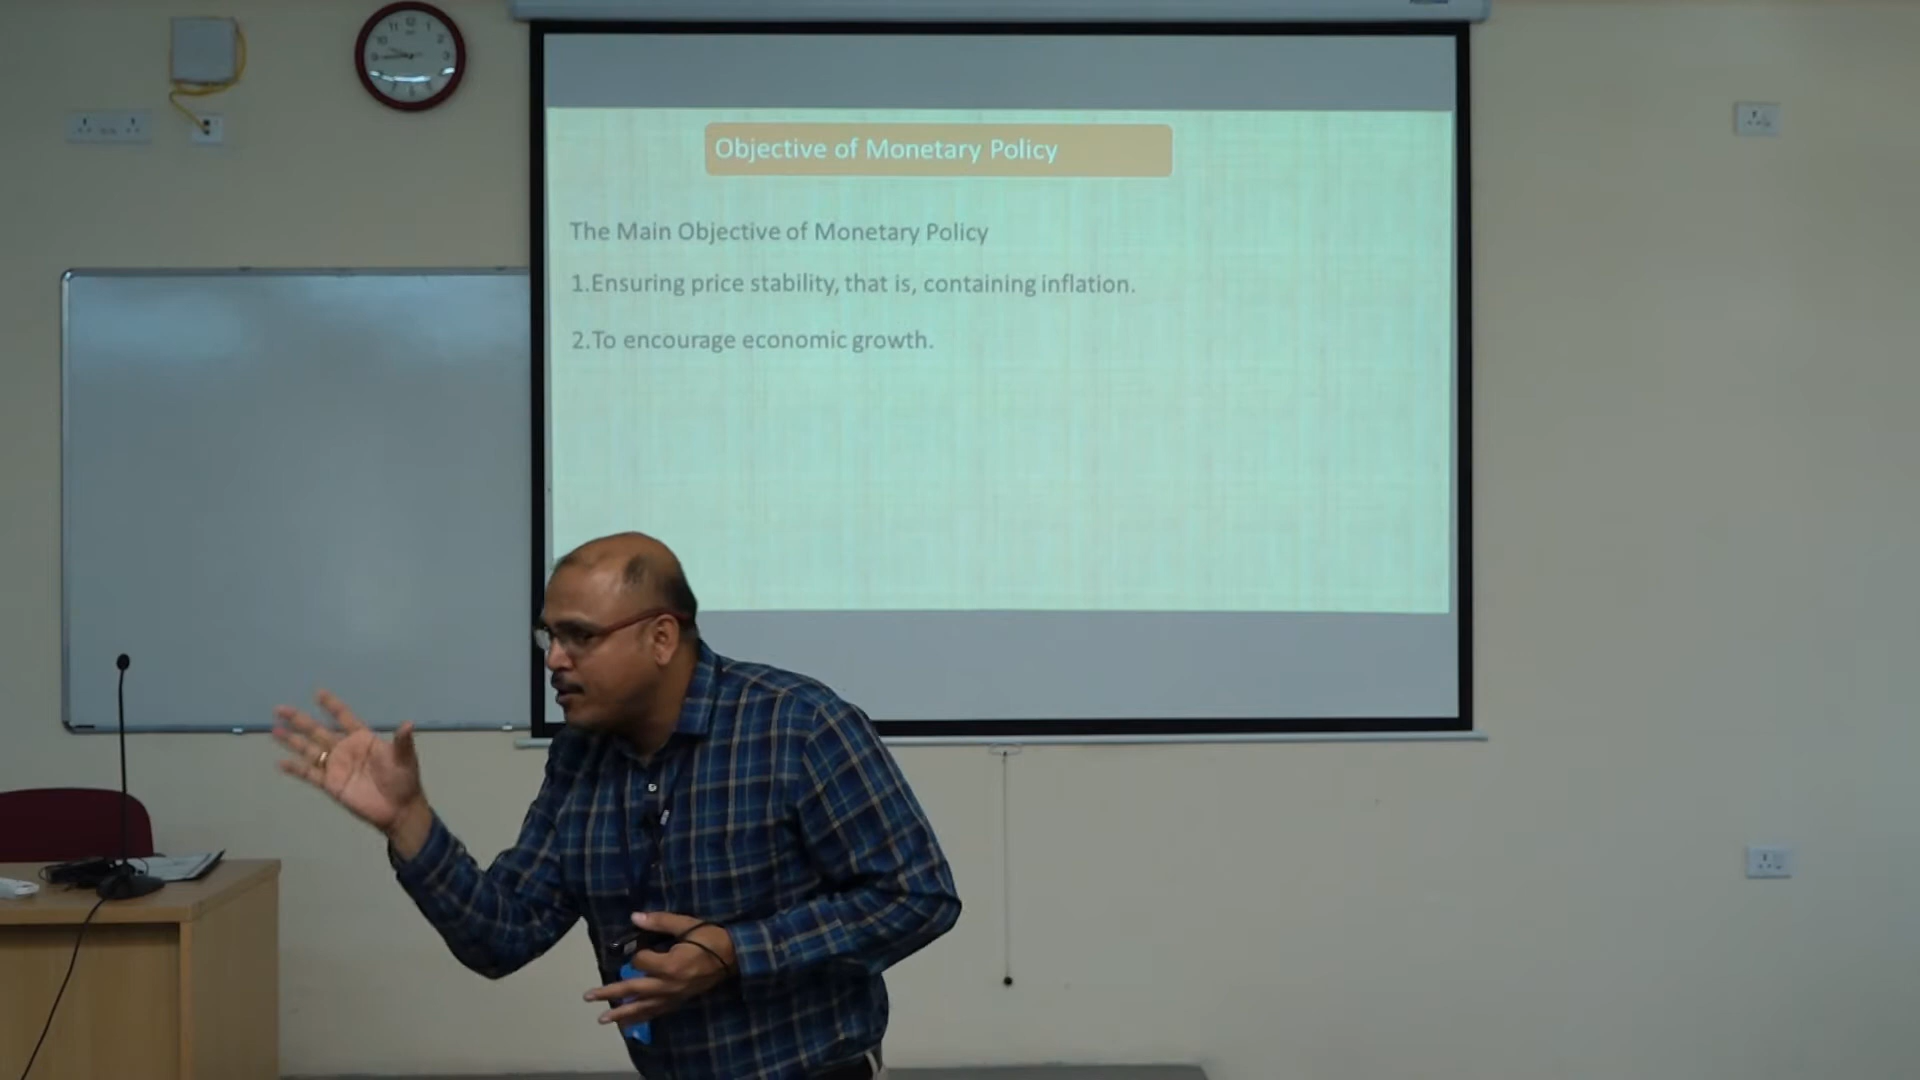 Objective of Monetary Policy
The Main Objective of Monetary Policy
1.Ensuring price stability, that is, containing inflation.
2.To encourage economic growth.